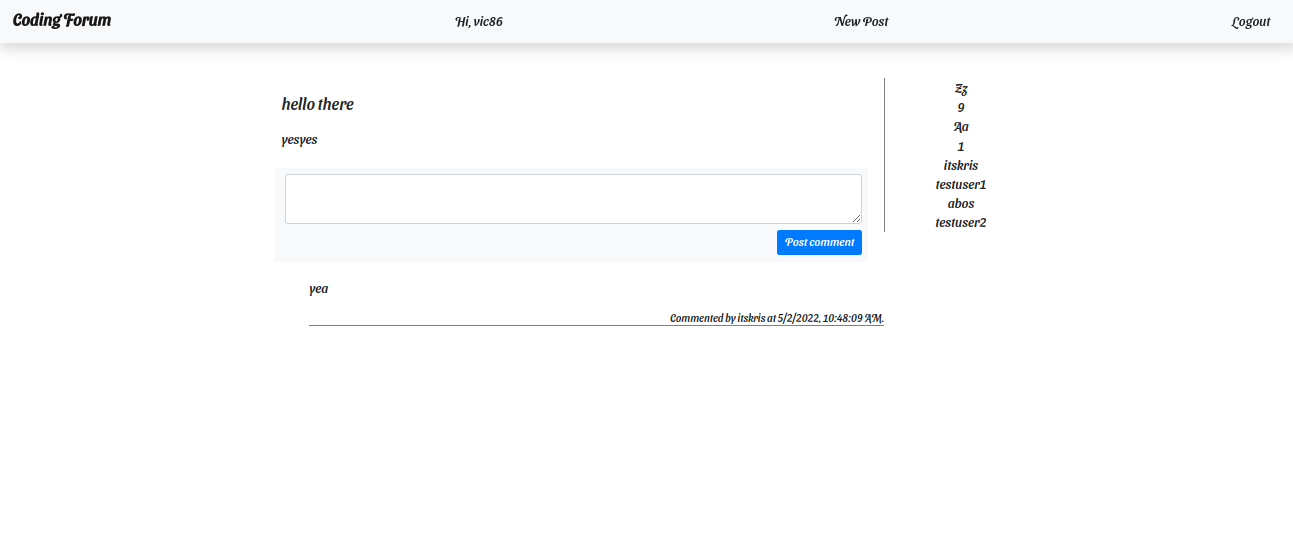 Coding Forum
Hi, vic86
New Post
Logout
hello there
yesyes
Post comment
yea
Commented by itskris at 5/2/2022, 10:48:09 AM.
Zz
9
Aa
1
itskris
testuser1
abos
testuser2